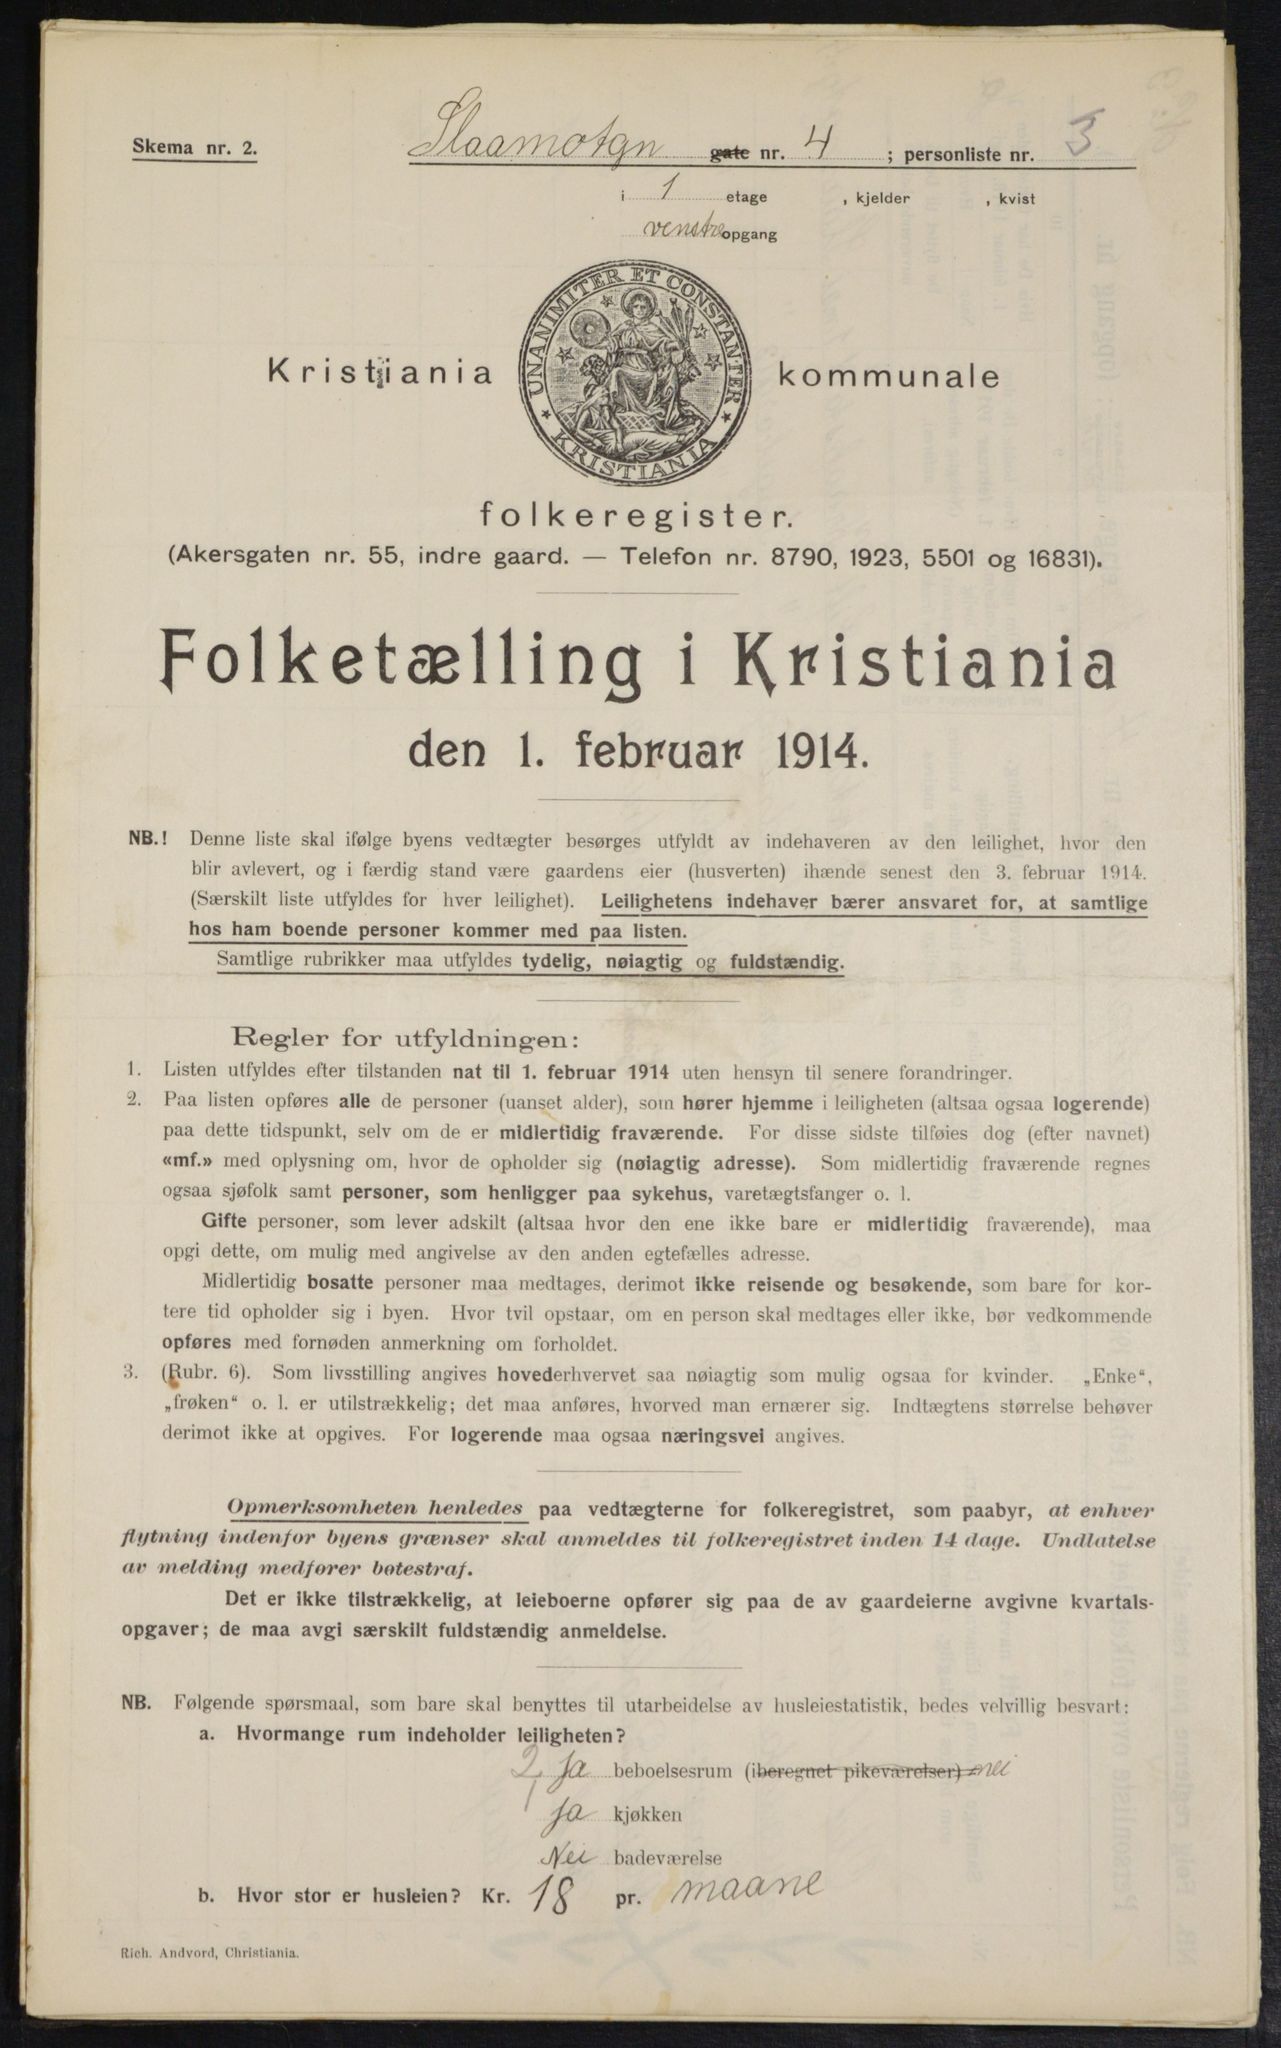 Skema nr. 2.
Slaamotgn gate nr. 4 ; personliste nr. 3
i 1 etage , kjelder , kvist
venstre opgang
UNANIMITER ET CONSTANTER
KRISTIANIA
Kristiania kommunale
folkeregister.
(Akersgaten nr. 55, indre gaard. — Telefon nr. 8790, 1923, 5501 og 16831).
Folketælling i Kristiania
den 1. februar 1914.
NB.! Denne liste skal ifølge byens vedtægter besørges utfyldt av indehaveren av den leilighet, hvor den
blir avlevert, og i færdig stand være gaardens eier (husverten) ihænde senest den 3. februar 1914.
(Særskilt liste utfyldes for hver leilighet). Leilighetens indehaver bærer ansvaret for, at samtlige
hos ham boende personer kommer med paa listen.
Samtlige rubrikker maa utfyldes tydelig, nøiagtig og fuldstændig.
Regler for utfyldningen:
1. Listen utfyldes efter tilstanden nat til 1. februar 1914 uten hensyn til senere forandringer.
2. Paa listen opføres alle de personer (uanset alder), som hører hjemme i leiligheten (altsaa ogsaa logerende)
paa dette tidspunkt, selv om de er midlertidig fraværende. For disse sidste tilføies dog (efter navnet)
«mf.» med oplysning om, hvor de opholder sig (nøiagtig adresse). Som midlertidig fraværende regnes
ogsaa sjøfolk samt personer, som henligger paa sykehus, varetægtsfanger o. l.
Gifte personer, som lever adskilt (altsaa hvor den ene ikke bare er midlertidig fraværende), maa
opgi dette, om mulig med angivelse av den anden egtefælles adresse.
Midlertidig bosatte personer maa medtages, derimot ikke reisende og besøkende, som bare for kor-
tere tid opholder sig i byen. Hvor tvil opstaar, om en person skal medtages eller ikke, bør vedkommende
opføres med fornøden anmerkning om forholdet.
3. (Rubr. 6). Som livsstilling angives hovederhvervet saa nøiagtig som mulig ogsaa for kvinder. „Enke“,
„frøken“ o. l. er utilstrækkelig; det maa anføres, hvorved man ernærer sig. Indtægtens størrelse behøver
derimot ikke at opgives. For logerende maa ogsaa næringsvei angives.
Opmerksomheten henledes paa vedtægterne for folkeregistret, som paabyr, at enhver
flytning indenfor byens grænser skal anmeldes til folkeregistret inden 14 dage. Undlatelse
av melding medfører bøtestraf.
Det er ikke tilstrækkelig, at leieboerne opfører sig paa de av gaardeierne avgivne kvartals-
opgaver; de maa avgi særskilt fuldstændig anmeldelse.
NB. Følgende spørsmaal, som bare skal benyttes til utarbeidelse av husleiestatistik, bedes velvillig besvart:
a. Hvormange rum indeholder leiligheten?
2 Ja beboelsesrum (iberegnet pikeværelser) nei
1 Ja kjøkken
Nei badeværelse
b. Hvor stor er husleien? Kr. 18 pr. maane
Rich. Andvord, Christiania.